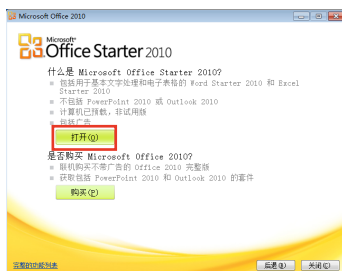 Microsoft Office 2010
Microsoft
Office Starter 2010
什么是 Microsoft Office Starter 2010?
包括用于基本文字处理和电子表格的 Word Starter 2010 和 Excel
Starter 2010
不包括 PowerPoint 2010 或 Outlook 2010
计算机已预载，非试用版
包括广告
打开(O)
是否购买 Microsoft Office 2010?
联机购买不带广告的 Office 2010 完整版
获取包括 PowerPoint 2010 和 Outlook 2010 的套件
购买(P)
完整的功能列表
后退(B)
关闭(C)